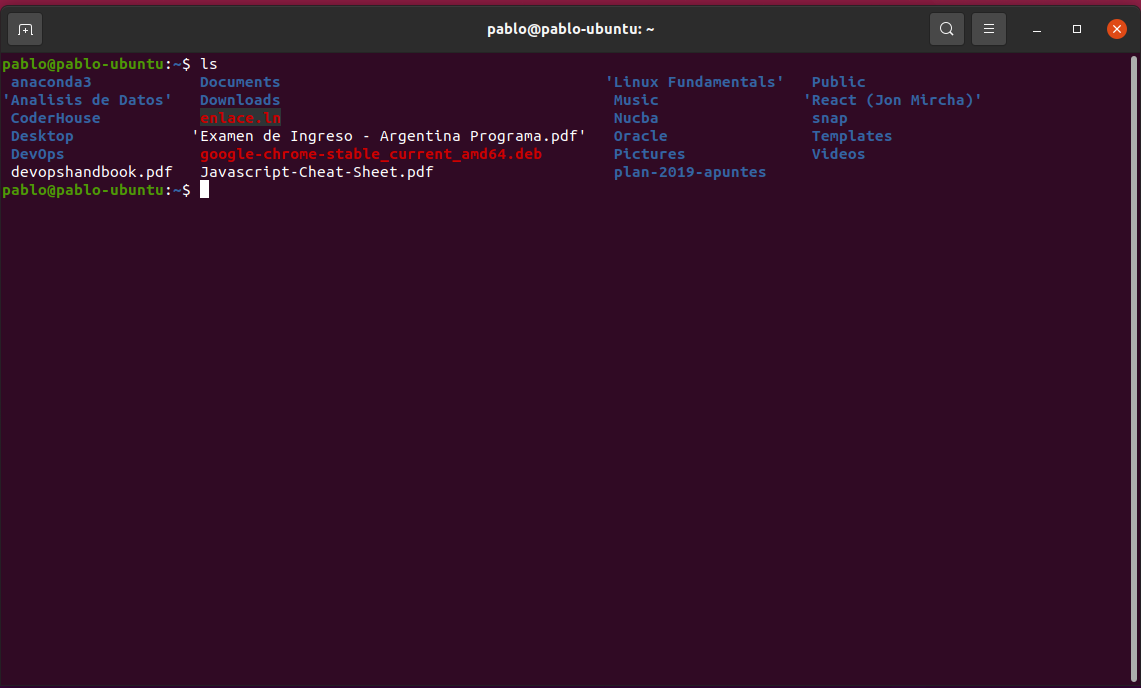 pablo@pablo-ubuntu: ~
pablo@pablo-ubuntu:~$ ls
anaconda3 Documents 'Linux Fundamentals' Public
'Analisis de Datos' Downloads Music 'React (Jon Mircha)'
CoderHouse enlace.ln Nucba snap
Desktop 'Examen de Ingreso - Argentina Programa.pdf' Oracle Templates
DevOps google-chrome-stable_current_amd64.deb Pictures Videos
devopshandbook.pdf Javascript-Cheat-Sheet.pdf plan-2019-apuntes
pablo@pablo-ubuntu:~$